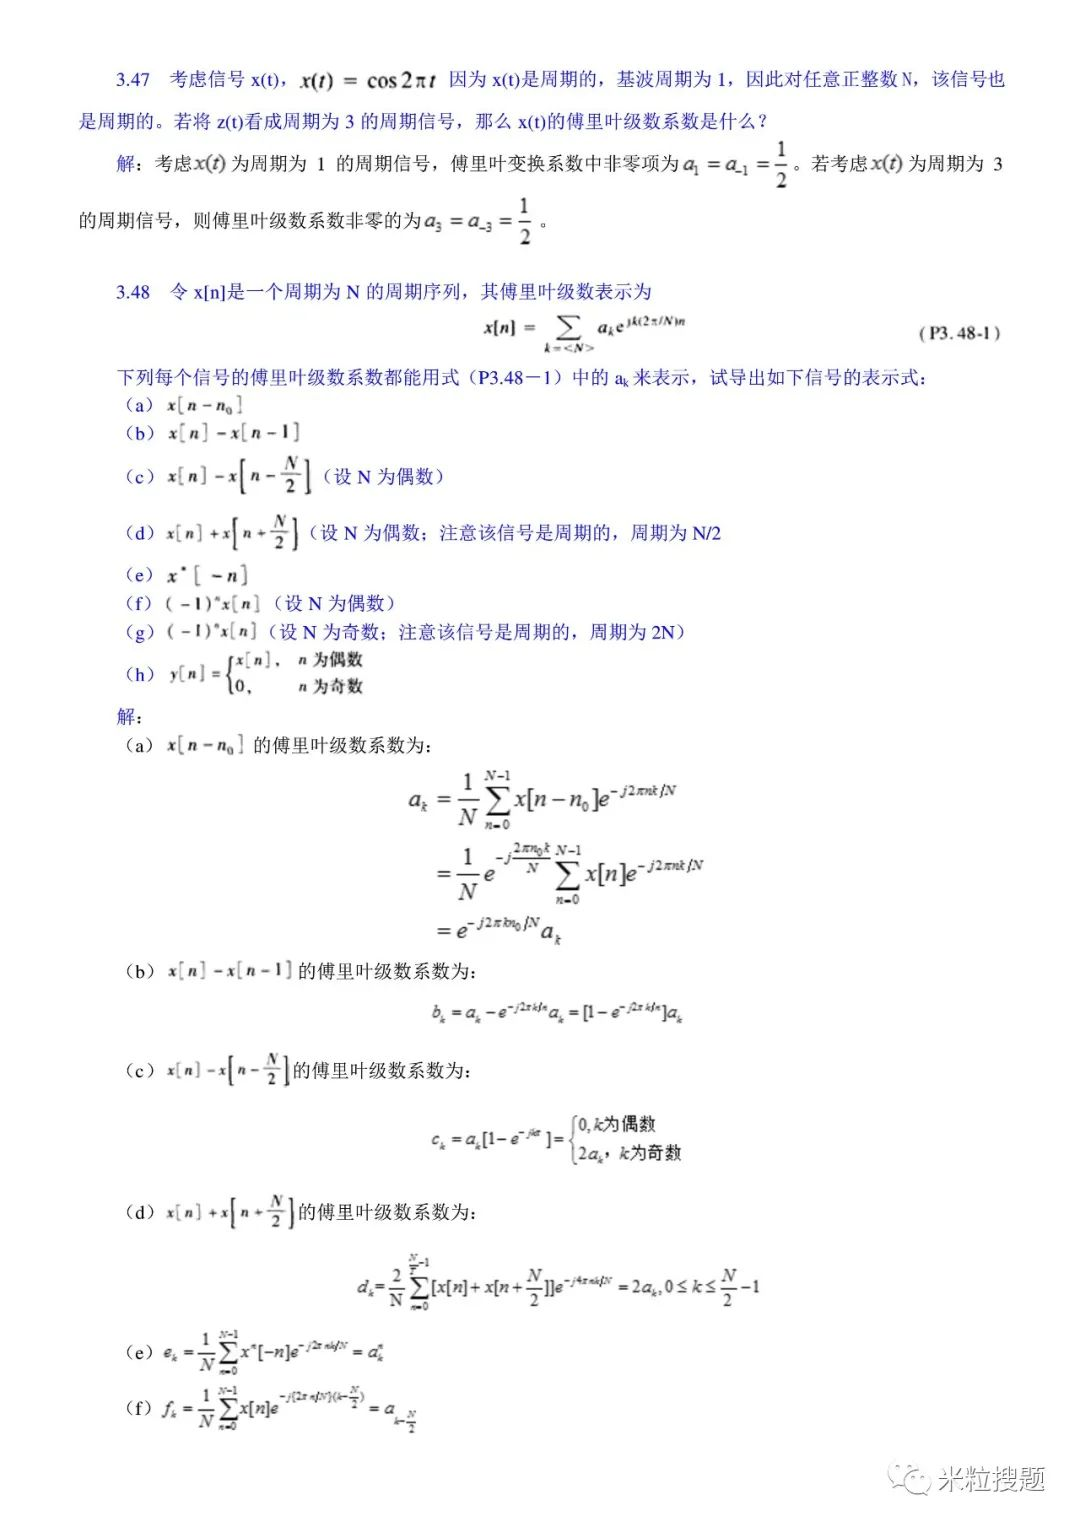 3.47 考虑信号 x(t)，x(t) = cos2πt 因为 x(t)是周期的，基波周期为 1，因此对任意正整数 N，该信号也
是周期的。若将 z(t)看成周期为 3 的周期信号，那么 x(t)的傅里叶级数系数是什么？
解：考虑x(t) 为周期为 1 的周期信号，傅里叶变换系数中非零项为 a₁ = a₋₁ = 1/2。若考虑 x(t) 为周期为 3
的周期信号，则傅里叶级数系数非零的为 a₃ = a₋₃ = 1/2。
3.48 令 x[n]是一个周期为 N 的周期序列，其傅里叶级数表示为
x[n] = ∑_{k=<N>} a_k e^{jk(2π/N)n} (P3.48-1)
下列每个信号的傅里叶级数系数都能用式（P3.48－1）中的 a_k 来表示，试导出如下信号的表示式：
（a）x[n－n₀]
（b）x[n]－x[n－1]
（c）x[n]－x[n－N/2]（设 N 为偶数）
（d）x[n]＋x[n＋N/2]（设 N 为偶数；注意该信号是周期的，周期为 N/2
（e）x*[－n]
（f）(－1)ⁿx[n]（设 N 为偶数）
（g）(－1)ⁿx[n]（设 N 为奇数；注意该信号是周期的，周期为 2N）
（h）y[n] = {x[n]， n 为偶数
0， n 为奇数
解：
（a）x[n－n₀] 的傅里叶级数系数为：
a_k = 1/N ∑_{n=0}^{N-1} x[n－n₀]e^{-j2πnk/N}
= 1/N e^{-j2πn₀k/N} ∑_{n=0}^{N-1} x[n]e^{-j2πnk/N}
= e^{-j2πkn₀/N} a_k
（b）x[n]－x[n－1]的傅里叶级数系数为：
b_k = a_k － e^{-j2πk/n}a_k = [1－e^{-j2πk/n}]a_k
（c）x[n]－x[n－N/2]的傅里叶级数系数为：
c_k = a_k[1－e^{-jkπ}] = {0, k为偶数
2a_k，k为奇数
（d）x[n]＋x[n＋N/2]的傅里叶级数系数为：
d_k = 2/N ∑_{n=0}^{N/2-1} [x[n]＋x[n＋N/2]]e^{-j4πnk/N} = 2a_k, 0 ≤ k ≤ N/2－1
（e）e_k = 1/N ∑_{n=0}^{N-1} xⁿ[－n]e^{-j2πnk/N} = a_k^n
（f）f_k = 1/N ∑_{n=0}^{N-1} x[n]e^{-j(2πn/N)(k-N/2)} = a_{k-N/2}
米粒搜题